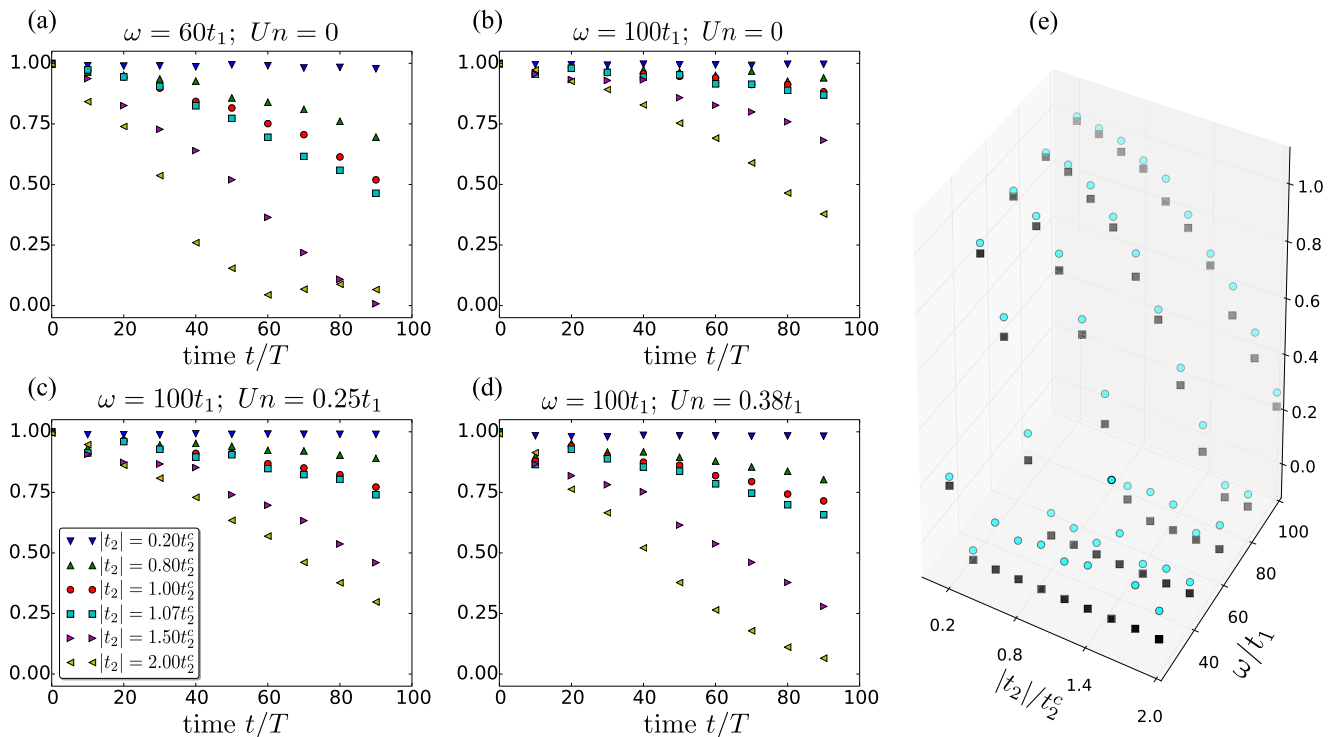 (a)
ω = 60t₁; Un = 0
1.00
0.75
0.50
0.25
0.00
0 20 40 60 80 100
time t/T
(b)
ω = 100t₁; Un = 0
1.00
0.75
0.50
0.25
0.00
0 20 40 60 80 100
time t/T
(c)
ω = 100t₁; Un = 0.25t₁
1.00
0.75
0.50
0.25
0.00
|t₂| = 0.20t₂ᶜ
|t₂| = 0.80t₂ᶜ
|t₂| = 1.00t₂ᶜ
|t₂| = 1.07t₂ᶜ
|t₂| = 1.50t₂ᶜ
|t₂| = 2.00t₂ᶜ
0 20 40 60 80 100
time t/T
(d)
ω = 100t₁; Un = 0.38t₁
1.00
0.75
0.50
0.25
0.00
0 20 40 60 80 100
time t/T
(e)
1.0
0.8
0.6
0.4
0.2
0.0
100
80
60
40
ω/t₁
0.2
0.8
1.4
2.0
|t₂|/t₂ᶜ